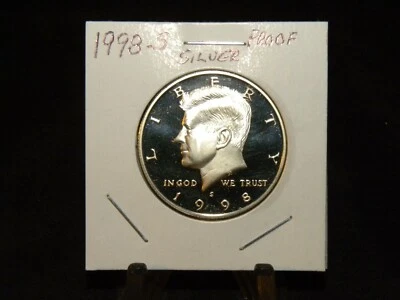 1998-S PROOF
SILVER
LIBERTY
IN GOD WE TRUST
S
1998